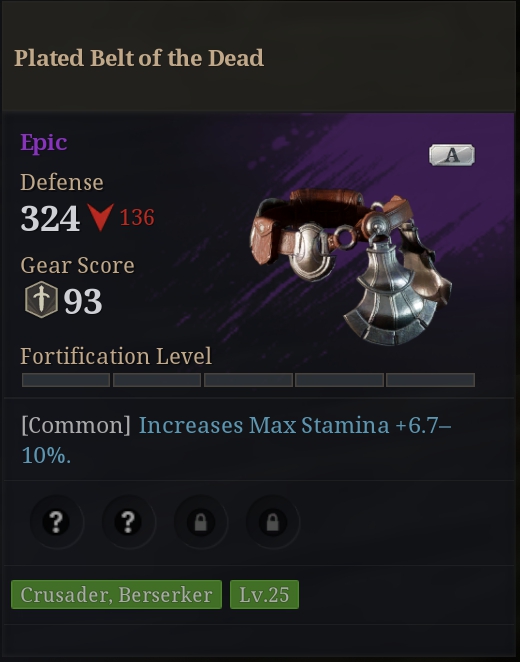 Plated Belt of the Dead
Epic
A
Defense
324 136
Gear Score
93
Fortification Level
[Common] Increases Max Stamina +6.7–
10%.
? ?
Crusader, Berserker Lv.25